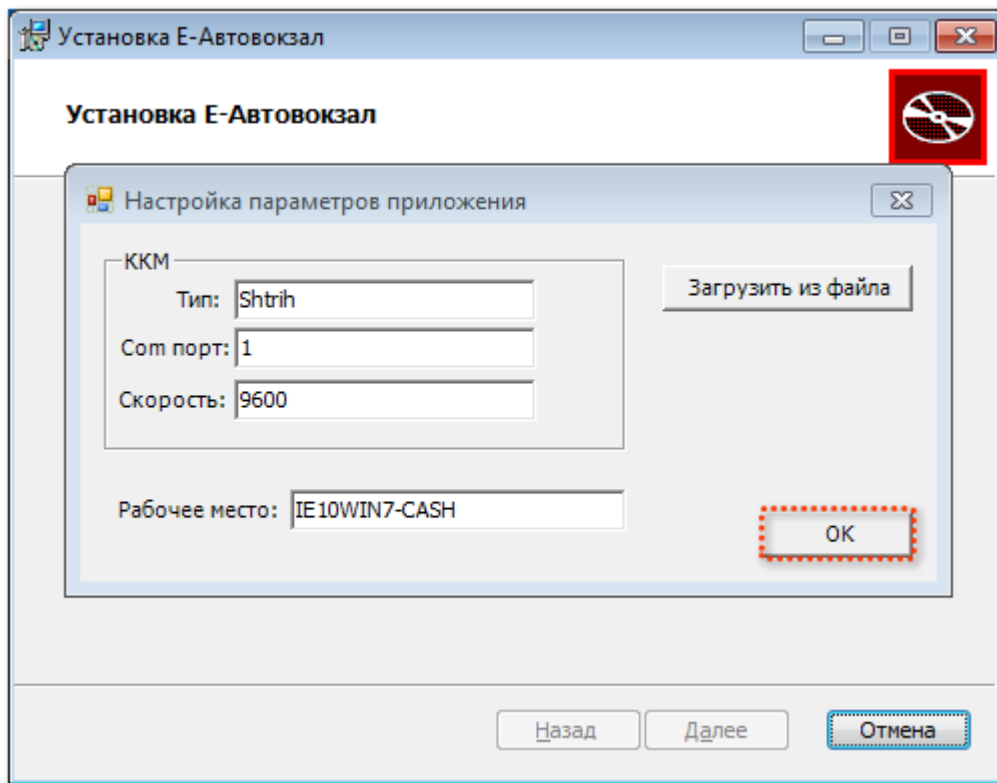 Установка Е-Автовокзал
Установка Е-Автовокзал
Настройка параметров приложения
ККМ
Тип: Shtrih
Загрузить из файла
Com порт: 1
Скорость: 9600
Рабочее место: IE10WIN7-CASH
OK
Назад
Далее
Отмена